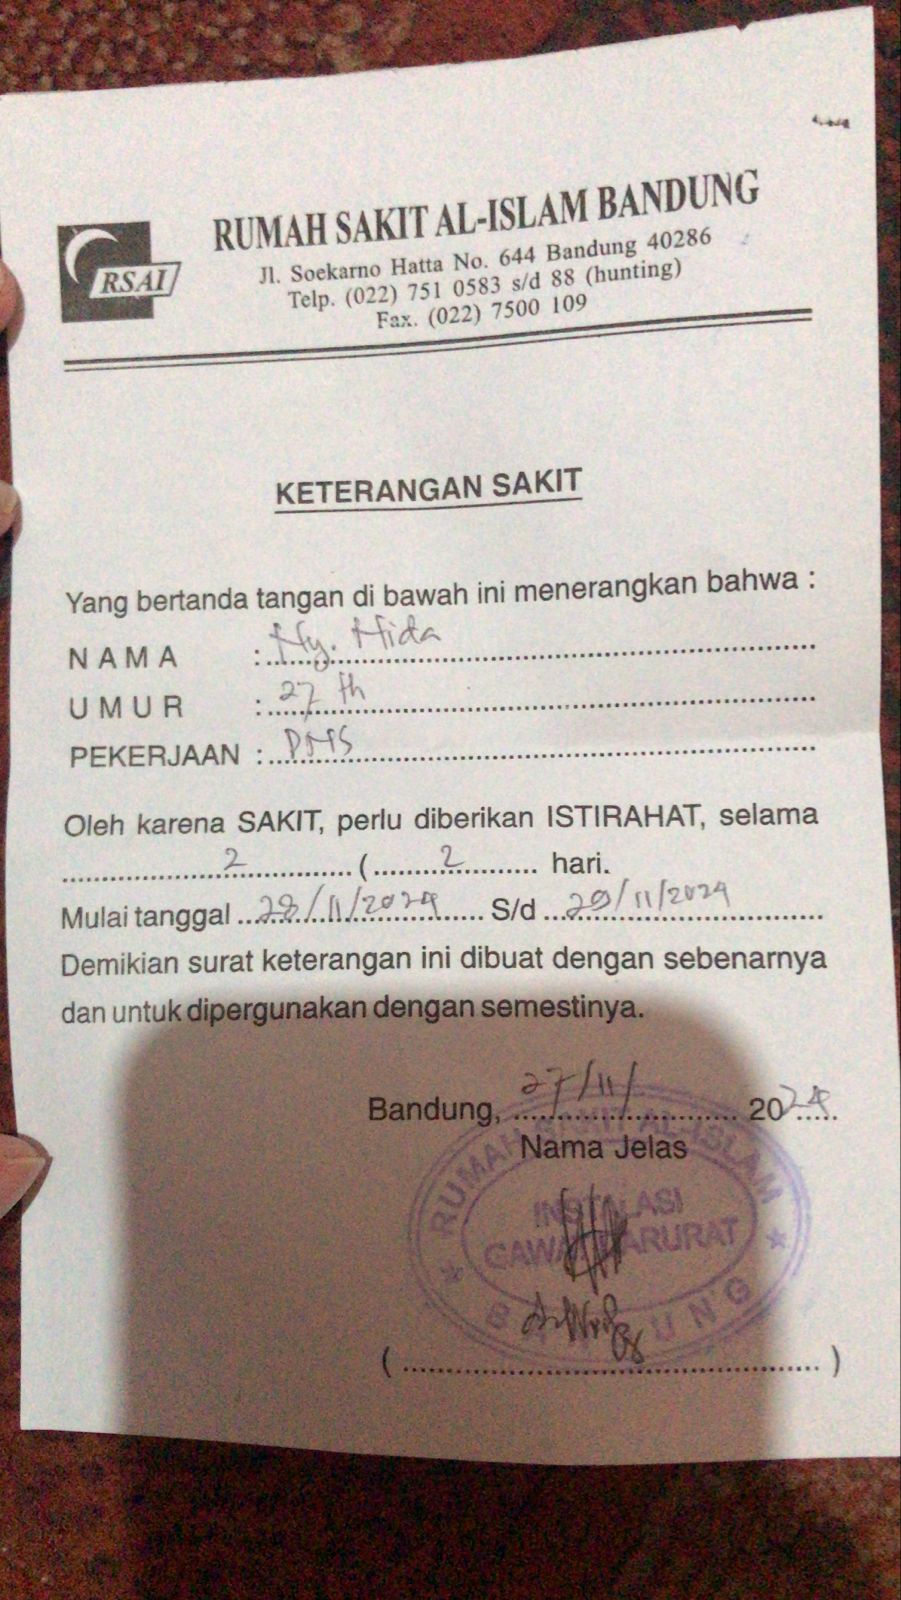 RSAI
RUMAH SAKIT AL-ISLAM BANDUNG
Jl. Soekarno Hatta No. 644 Bandung 40286
Telp. (022) 751 0583 s/d 88 (hunting)
Fax. (022) 7500 109
KETERANGAN SAKIT
Yang bertanda tangan di bawah ini menerangkan bahwa :
NAMA : Ny. Nida
UMUR : 27 th
PEKERJAAN : PNS
Oleh karena SAKIT, perlu diberikan ISTIRAHAT, selama
2 ( 2 hari.
Mulai tanggal 28/11/2024 S/d 29/11/2024
Demikian surat keterangan ini dibuat dengan sebenarnya
dan untuk dipergunakan dengan semestinya.
Bandung, 27/11/ 2024
Nama Jelas
RUMAH SAKIT AL-ISLAM
INSTALASI
GAWAT DARURAT
BANDUNG
( )